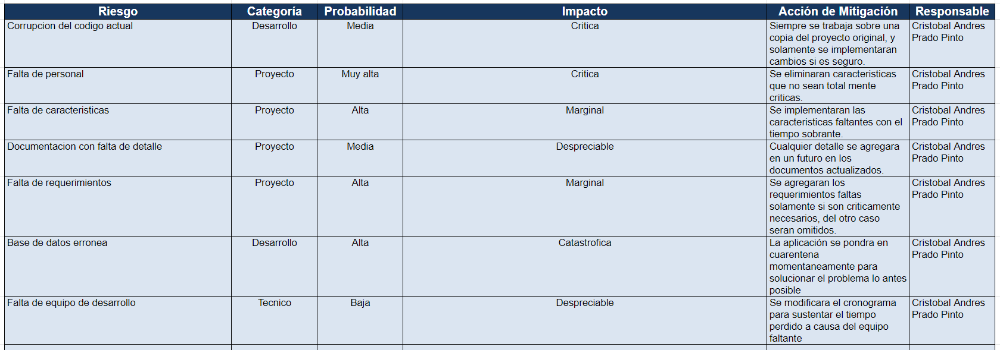 Riesgo Categoría Probabilidad Impacto Acción de Mitigación Responsable
Corrupcion del codigo actual Desarrollo Media Critica Siempre se trabaja sobre una Cristobal Andres
copia del proyecto original, y Prado Pinto
solamente se implementaran
cambios si es seguro.
Falta de personal Proyecto Muy alta Critica Se eliminaran caracteristicas Cristobal Andres
que no sean total mente Prado Pinto
criticas.
Falta de caracteristicas Proyecto Alta Marginal Se implementaran las Cristobal Andres
caracteristicas faltantes con el Prado Pinto
tiempo sobrante.
Documentacion con falta de detalle Proyecto Media Despreciable Cualquier detalle se agregara Cristobal Andres
en un futuro en los Prado Pinto
documentos actualizados.
Falta de requerimientos Proyecto Alta Marginal Se agregaran los Cristobal Andres
requerimientos faltas Prado Pinto
solamente si son criticamente
necesarios, del otro caso
seran omitidos.
Base de datos erronea Desarrollo Alta Catastrofica La aplicación se pondra en Cristobal Andres
cuarentena Prado Pinto
momentaneamente para
solucionar el problema lo antes
posible
Falta de equipo de desarrollo Tecnico Baja Despreciable Se modificara el cronograma Cristobal Andres
para sustentar el tiempo Prado Pinto
perdido a causa del equipo
faltante